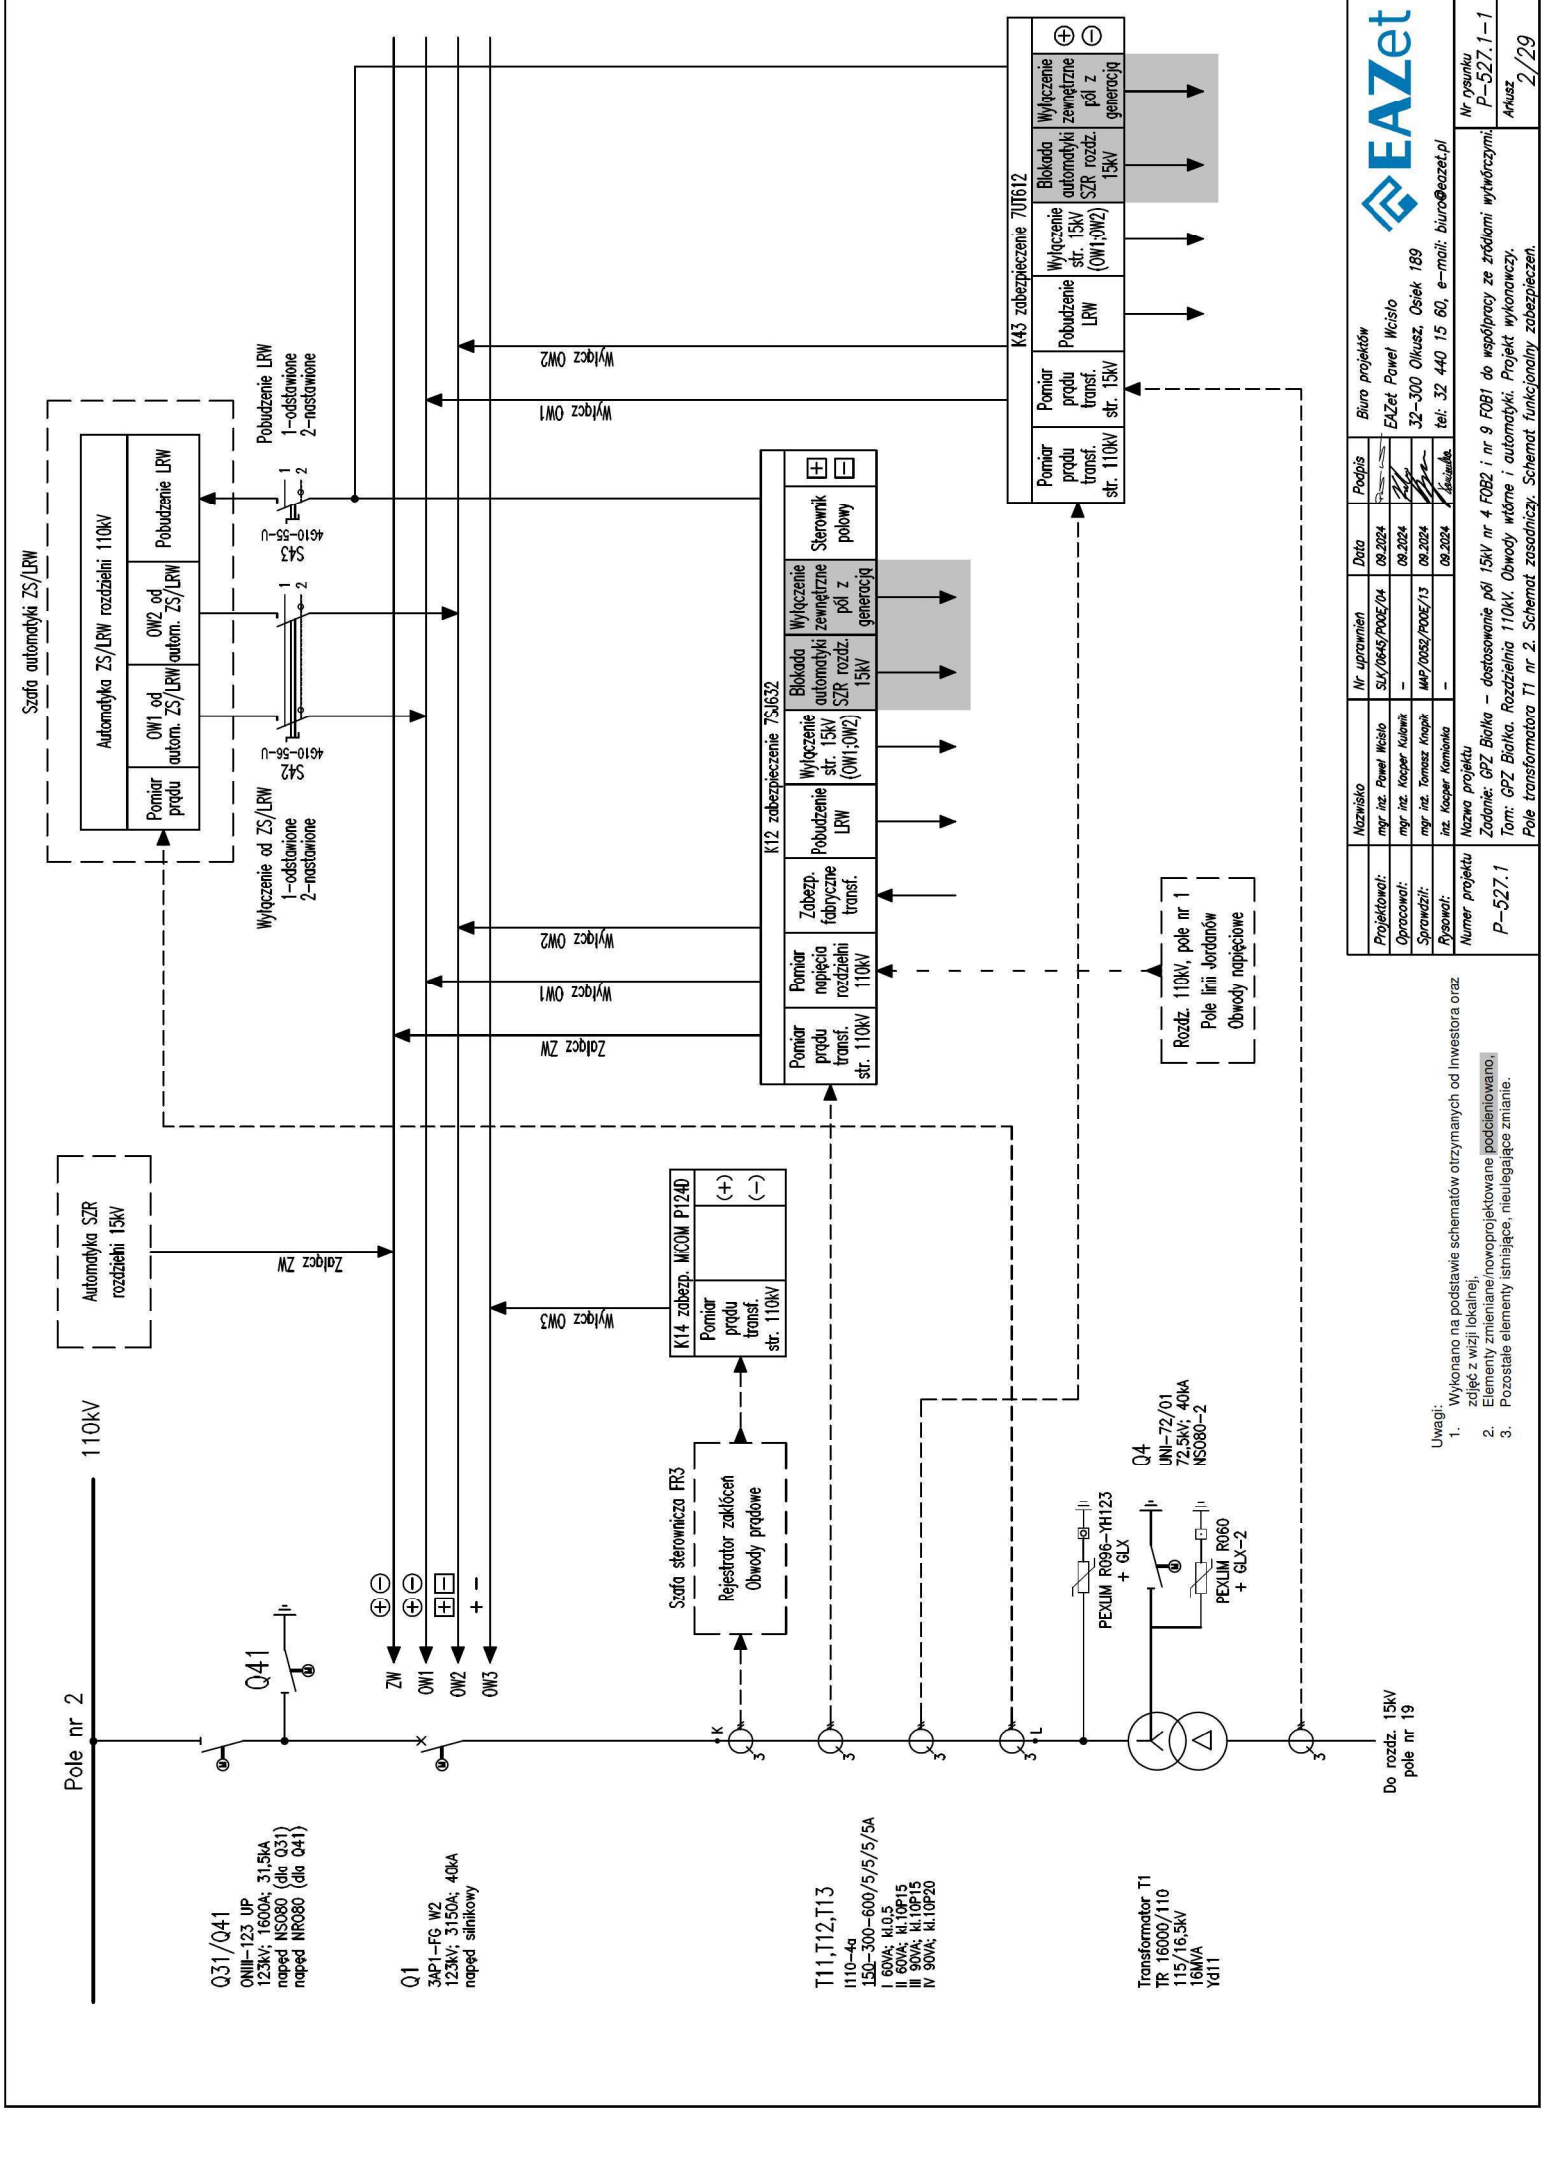 Pole nr 2
110kV
Q31/Q41
ONIII-123 UP
123kV; 1600A; 31,5kA
napęd NSO80 (dla Q31)
napęd NRO80 (dla Q41)
Q41
M
M
Q1
3AP1-FG W2
123kV; 3150A; 40kA
napęd silnikowy
M
ZW
OW1
OW2
OW3
+ -
+ -
+ -
+ -
Automatyka SZR
rozdzielni 15kV
Załącz ZW
Szafa automatyki ZS/LRW
Automatyka ZS/LRW rozdzielni 110kV
Pomiar
prądu
OW1 od
autom. ZS/LRW
OW2 od
autom. ZS/LRW
Pobudzenie LRW
Wyłączenie od ZS/LRW
1-odstawione
2-nastawione
S42
4G10-56-U
1
2
S43
4G10-55-U
1
2
Pobudzenie LRW
1-odstawione
2-nastawione
Wyłącz OW3
Załącz ZW
Wyłącz OW1
Wyłącz OW2
Wyłącz OW1
Wyłącz OW2
Szafa sterownicza FR3
Rejestrator zakłóceń
Obwody prądowe
K14 zabezp. MiCOM P124D
Pomiar
prądu
transf.
str. 110kV
(+)
(-)
K12 zabezpieczenie 7SJ632
Pomiar
prądu
transf.
str. 110kV
Pomiar
napięcia
rozdzielni
110kV
Zabezp.
fabryczne
transf.
Pobudzenie
LRW
Wyłączenie
str. 15kV
(OW1;OW2)
Blokada
automatyki
SZR rozdz.
15kV
Wyłączenie
zewnętrzne
pól z
generacją
Sterownik
polowy
+
-
K43 zabezpieczenie 7UT612
Pomiar
prądu
transf.
str. 110kV
Pomiar
prądu
transf.
str. 15kV
Pobudzenie
LRW
Wyłączenie
str. 15kV
(OW1;OW2)
Blokada
automatyki
SZR rozdz.
15kV
Wyłączenie
zewnętrzne
pól z
generacją
+
-
Rozdz. 110kV, pole nr 1
Pole linii Jordanów
Obwody napięciowe
T11,T12,T13
I110-4a
150-300-600/5/5/5/5A
I 60VA; kl.0,5
II 60VA; kl.10P15
III 90VA; kl.10P15
IV 90VA; kl.10P20
K
3
3
3
3
L
PEXLIM R096-YH123
+ GLX
Q4
UNI-72/01
72,5kV; 40kA
NSO80-2
M
PEXLIM R060
+ GLX-2
Transformator T1
TR 16000/110
115/16,5kV
16MVA
Yd11
3
Do rozdz. 15kV
pole nr 19
Uwagi:
1. Wykonano na podstawie schematów otrzymanych od Inwestora oraz
zdjęć z wizji lokalnej,
2. Elementy zmieniane/nowoprojektowane podcieniowano,
3. Pozostałe elementy istniejące, nieulegające zmianie.
Nazwisko Nr uprawnien Data Podpis
Projektował: mgr inż. Paweł Wcisło SLK/0645/POOE/04 09.2024
Opracował: mgr inż. Kacper Kulawik - 09.2024
Sprawdził: mgr inż. Tomasz Knapik MAP/0052/POOE/13 09.2024
Rysował: inż. Kacper Kamionka - 09.2024
Biuro projektów
EAZet Paweł Wcisło
32-300 Olkusz, Osiek 189
tel: 32 440 15 60, e-mail: biuro@eazet.pl
EAZet
Numer projektu
P-527.1
Nazwa projektu
Zadanie: GPZ Białka - dostosowanie pól 15kV nr 4 F0B2 i nr 9 F0B1 do współpracy ze źródłami wytwórczymi.
Tom: GPZ Białka. Rozdzielnia 110kV. Obwody wtórne i automatyki. Projekt wykonawczy.
Pole transformatora T1 nr 2. Schemat zasadniczy. Schemat funkcjonalny zabezpieczeń.
Nr rysunku
P-527.1-1
Arkusz
2/29